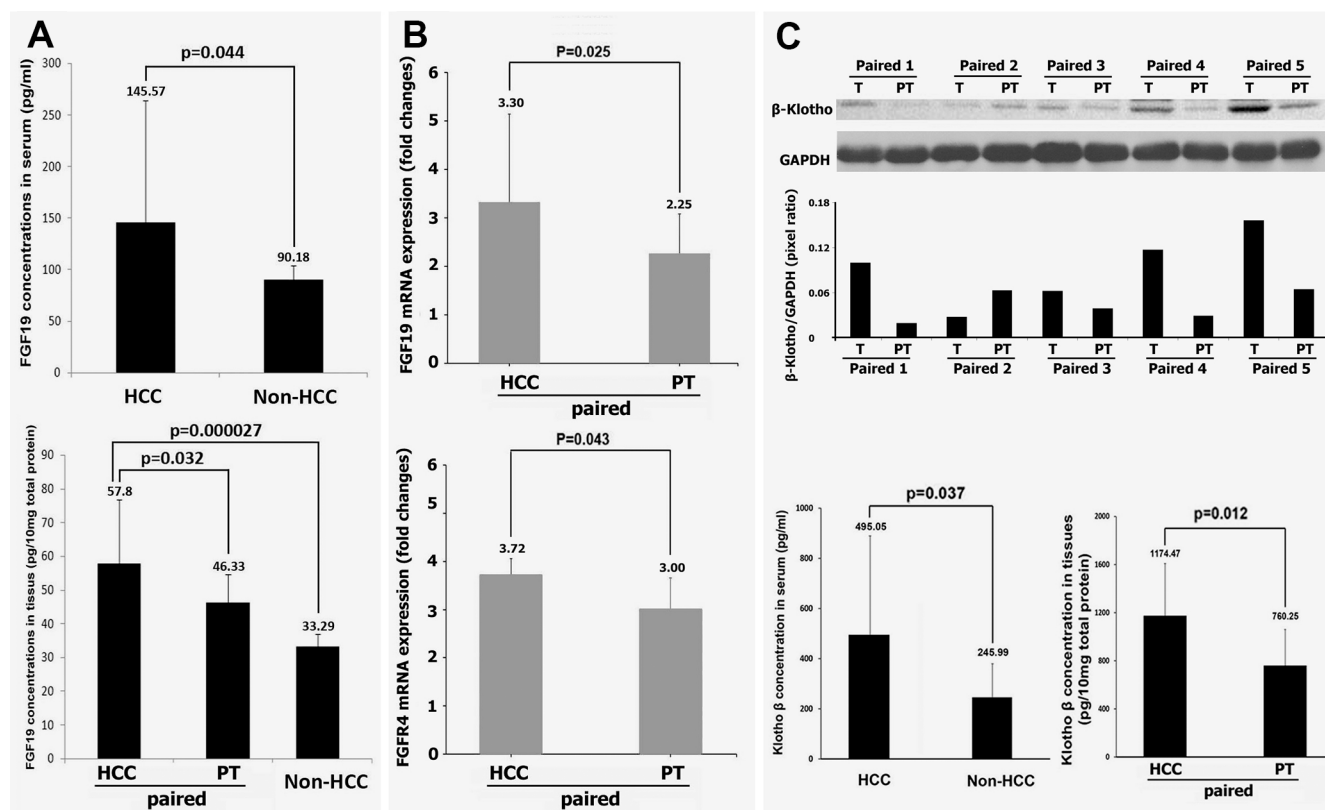 A
p=0.044
FGF19 concentrations in serum (pg/ml)
300
250
200
150
100
50
0
145.57
90.18
HCC
Non-HCC
p=0.000027
p=0.032
FGF19 concentrations in tissue (pg/10mg total protein)
90
80
70
60
50
40
30
20
10
0
57.8
46.33
33.29
HCC
PT
Non-HCC
paired
B
P=0.025
FGF19 mRNA expression (fold changes)
6
5
4
3
2
1
0
3.30
2.25
HCC
PT
paired
P=0.043
FGFR4 mRNA expression (fold changes)
6
5
4
4
3
2
1
0
3.72
3.00
HCC
PT
paired
C
Paired 1 Paired 2 Paired 3 Paired 4 Paired 5
T PT T PT T PT T PT T PT
β-Klotho
GAPDH
β-Klotho/GAPDH (pixel ratio)
0.18
0.12
0.06
0
T PT T PT T PT T PT T PT
Paired 1 Paired 2 Paired 3 Paired 4 Paired 5
p=0.037
Klotho β concentration in serum (pg/ml)
1000
800
600
400
200
0
495.05
245.99
HCC
Non-HCC
p=0.012
Klotho β concentration in tissues
(pg/10mg total protein)
2000
1600
1200
800
400
0
1174.47
760.25
HCC
PT
paired